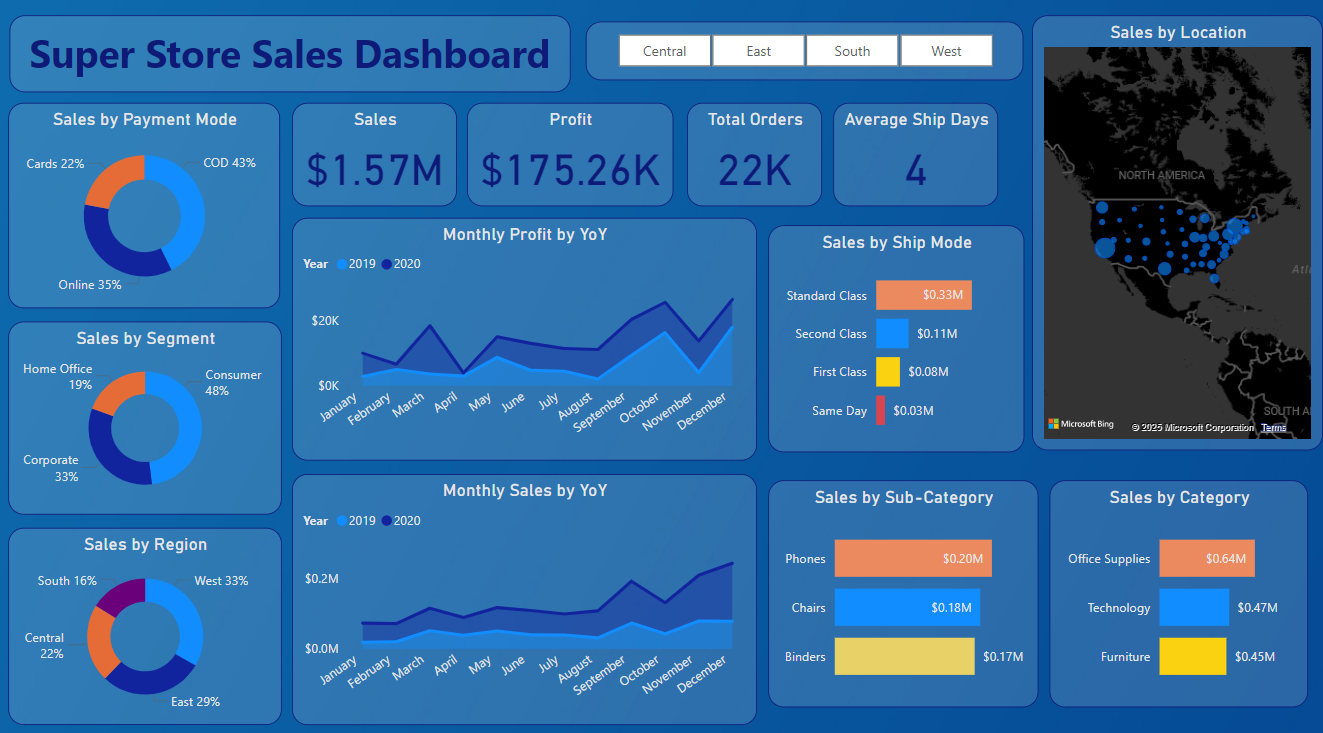 Super Store Sales Dashboard
Central
East
South
West
Sales by Location
NORTH AMERICA
Atl
SOUTH A
Microsoft Bing
© 2025 Microsoft Corporation Terms
Sales by Payment Mode
Cards 22%
COD 43%
Online 35%
Sales
$1.57M
Profit
$175.26K
Total Orders
22K
Average Ship Days
4
Sales by Segment
Home Office
19%
Consumer
48%
Corporate
33%
Monthly Profit by YoY
Year 2019 2020
$20K
$0K
January
February
March
April
May
June
July
August
September
October
November
December
Sales by Ship Mode
Standard Class $0.33M
Second Class $0.11M
First Class $0.08M
Same Day $0.03M
Sales by Region
South 16%
West 33%
Central
22%
East 29%
Monthly Sales by YoY
Year 2019 2020
$0.2M
$0.0M
January
February
March
April
May
June
July
August
September
October
November
December
Sales by Sub-Category
Phones $0.20M
Chairs $0.18M
Binders $0.17M
Sales by Category
Office Supplies $0.64M
Technology $0.47M
Furniture $0.45M